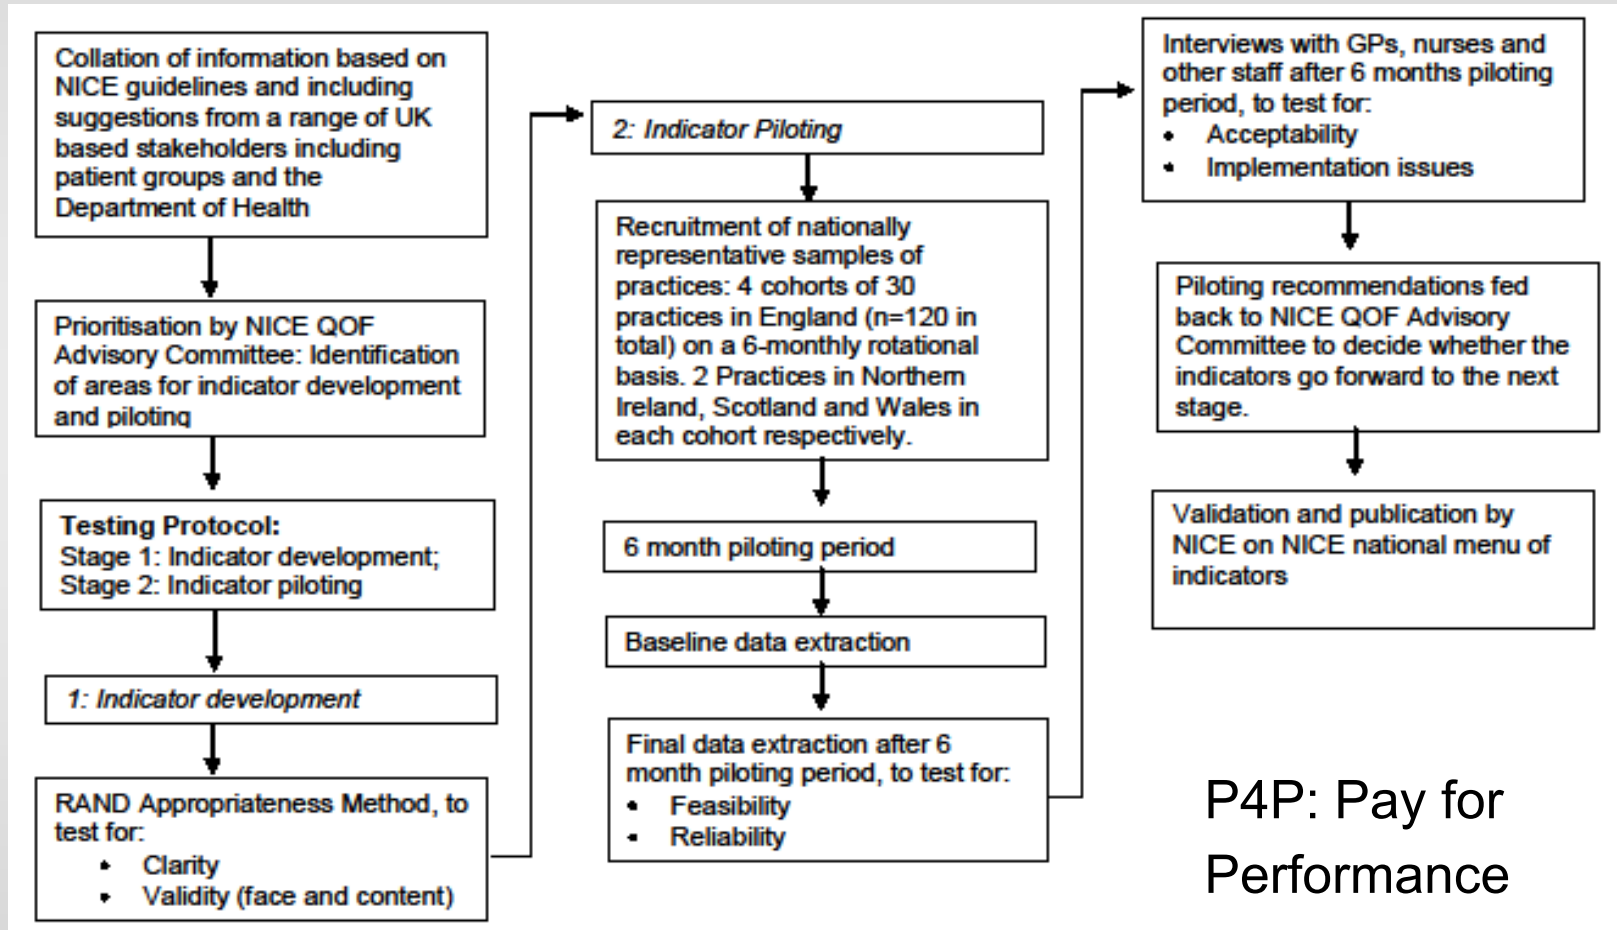 Collation of information based on
NICE guidelines and including
suggestions from a range of UK
based stakeholders including
patient groups and the
Department of Health
Prioritisation by NICE QOF
Advisory Committee: Identification
of areas for indicator development
and piloting
Testing Protocol:
Stage 1: Indicator development;
Stage 2: Indicator piloting
1: Indicator development
RAND Appropriateness Method, to
test for:
• Clarity
• Validity (face and content)
2: Indicator Piloting
Recruitment of nationally
representative samples of
practices: 4 cohorts of 30
practices in England (n=120 in
total) on a 6-monthly rotational
basis. 2 Practices in Northern
Ireland, Scotland and Wales in
each cohort respectively.
6 month piloting period
Baseline data extraction
Final data extraction after 6
month piloting period, to test for:
• Feasibility
• Reliability
Interviews with GPs, nurses and
other staff after 6 months piloting
period, to test for:
• Acceptability
• Implementation issues
Piloting recommendations fed
back to NICE QOF Advisory
Committee to decide whether the
indicators go forward to the next
stage.
Validation and publication by
NICE on NICE national menu of
indicators
P4P: Pay for
Performance